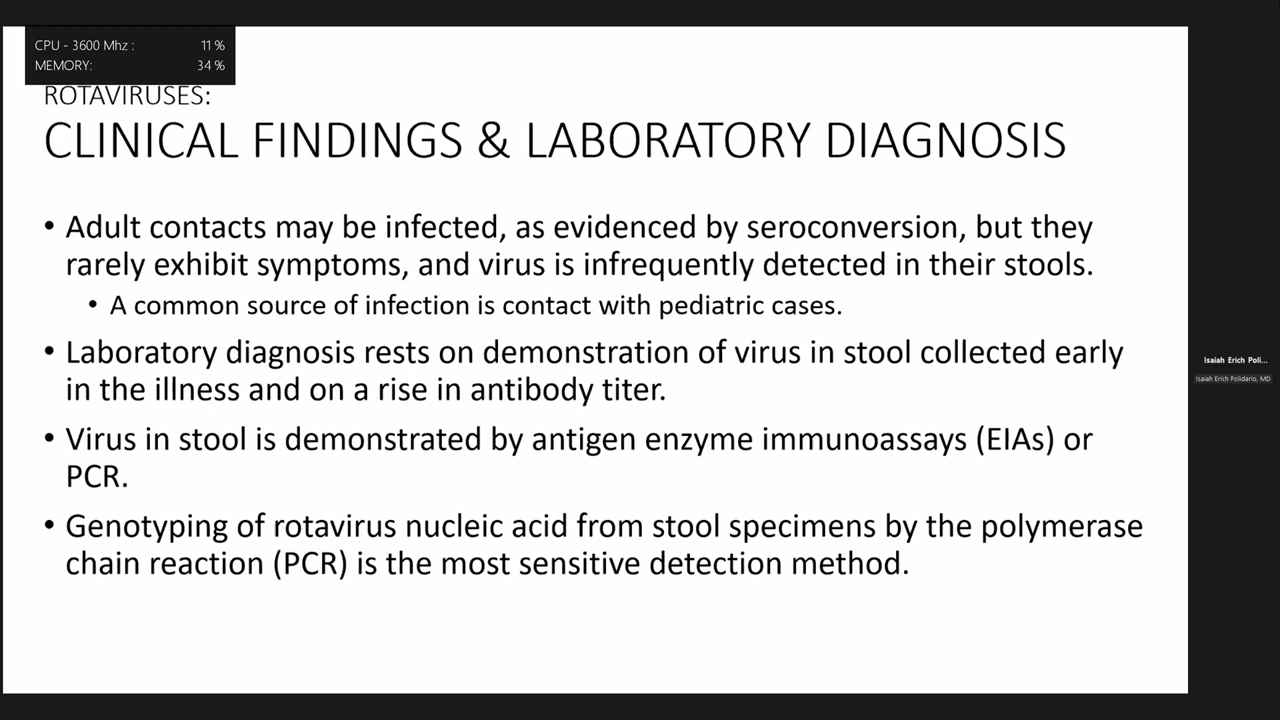 CPU - 3600 Mhz : 11 %
MEMORY: 34 %
ROTAVIRUSES:
CLINICAL FINDINGS & LABORATORY DIAGNOSIS
• Adult contacts may be infected, as evidenced by seroconversion, but they
rarely exhibit symptoms, and virus is infrequently detected in their stools.
• A common source of infection is contact with pediatric cases.
• Laboratory diagnosis rests on demonstration of virus in stool collected early
in the illness and on a rise in antibody titer.
• Virus in stool is demonstrated by antigen enzyme immunoassays (EIAs) or
PCR.
• Genotyping of rotavirus nucleic acid from stool specimens by the polymerase
chain reaction (PCR) is the most sensitive detection method.
Isaiah Erich Poli...
Isaiah Erich Polidario, MD